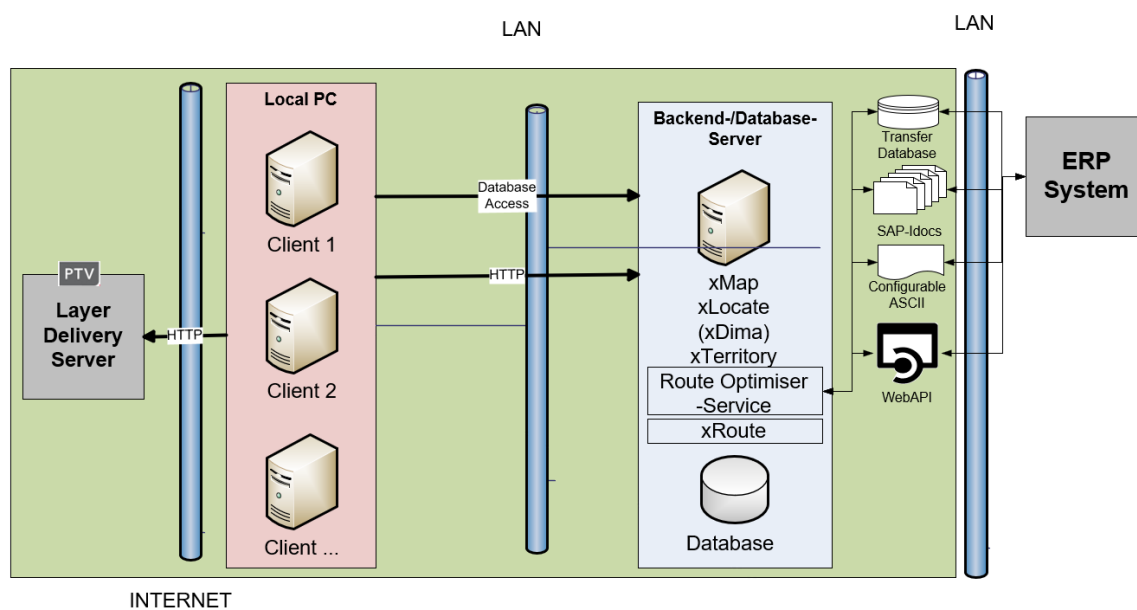 LAN
LAN
Local PC
Client 1
Client 2
Client ...
Database
Access
HTTP
HTTP
PTV
Layer
Delivery
Server
Backend-/Database-
Server
xMap
xLocate
(xDima)
xTerritory
Route Optimiser
-Service
xRoute
Database
Transfer
Database
SAP-Idocs
Configurable
ASCII
WebAPI
ERP
System
INTERNET